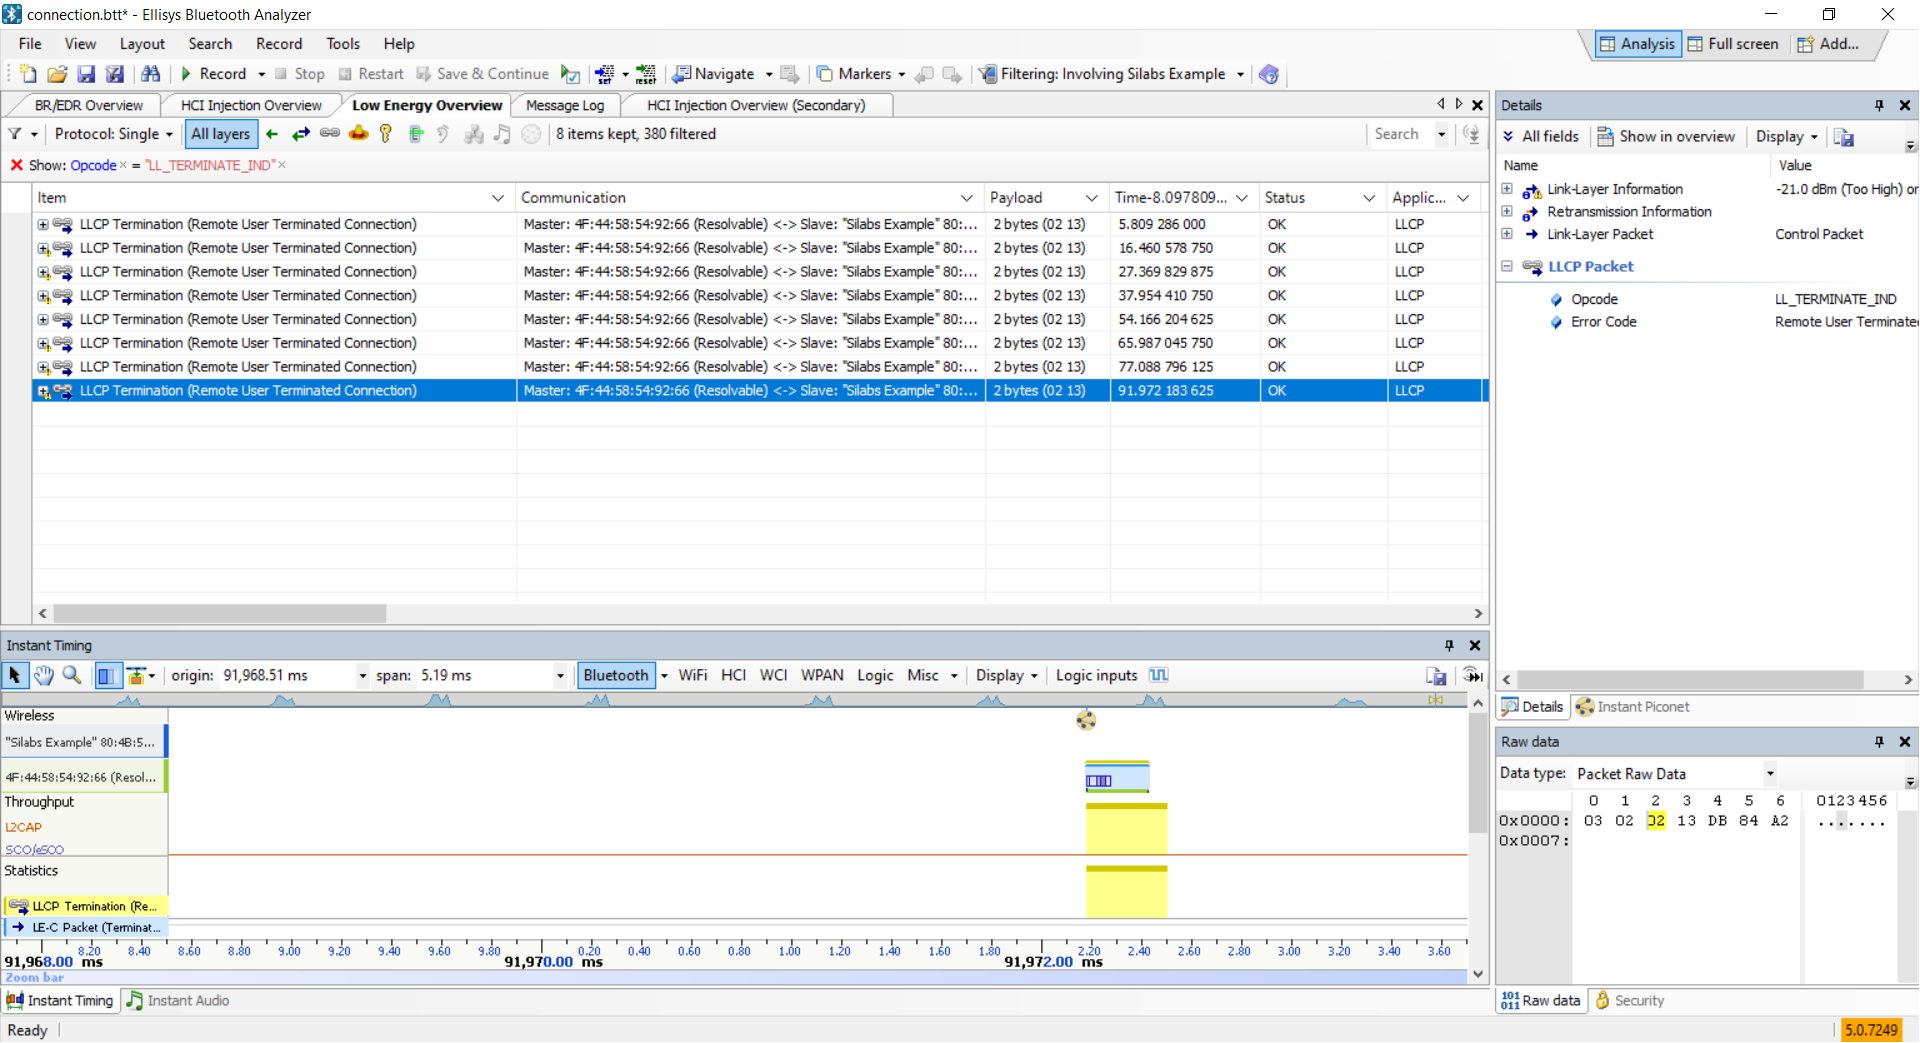 connection.btt* - Ellisys Bluetooth Analyzer
File View Layout Search Record Tools Help
Analysis Full screen Add...
Record Stop Restart Save & Continue set reset Navigate Markers Filtering: Involving Silabs Example
BR/EDR Overview HCI Injection Overview Low Energy Overview Message Log HCI Injection Overview (Secondary)
Protocol: Single All layers 8 items kept, 380 filtered Search
Show: Opcode = "LL_TERMINATE_IND"
Item Communication Payload Time-8.097809... Status Applic...
LLCP Termination (Remote User Terminated Connection) Master: 4F:44:58:54:92:66 (Resolvable) <-> Slave: "Silabs Example" 80:... 2 bytes (02 13) 5.809 286 000 OK LLCP
LLCP Termination (Remote User Terminated Connection) Master: 4F:44:58:54:92:66 (Resolvable) <-> Slave: "Silabs Example" 80:... 2 bytes (02 13) 16.460 578 750 OK LLCP
LLCP Termination (Remote User Terminated Connection) Master: 4F:44:58:54:92:66 (Resolvable) <-> Slave: "Silabs Example" 80:... 2 bytes (02 13) 27.369 829 875 OK LLCP
LLCP Termination (Remote User Terminated Connection) Master: 4F:44:58:54:92:66 (Resolvable) <-> Slave: "Silabs Example" 80:... 2 bytes (02 13) 37.954 410 750 OK LLCP
LLCP Termination (Remote User Terminated Connection) Master: 4F:44:58:54:92:66 (Resolvable) <-> Slave: "Silabs Example" 80:... 2 bytes (02 13) 54.166 204 625 OK LLCP
LLCP Termination (Remote User Terminated Connection) Master: 4F:44:58:54:92:66 (Resolvable) <-> Slave: "Silabs Example" 80:... 2 bytes (02 13) 65.987 045 750 OK LLCP
LLCP Termination (Remote User Terminated Connection) Master: 4F:44:58:54:92:66 (Resolvable) <-> Slave: "Silabs Example" 80:... 2 bytes (02 13) 77.088 796 125 OK LLCP
LLCP Termination (Remote User Terminated Connection) Master: 4F:44:58:54:92:66 (Resolvable) <-> Slave: "Silabs Example" 80:... 2 bytes (02 13) 91.972 183 625 OK LLCP
Details
All fields Show in overview Display
Name Value
Link-Layer Information -21.0 dBm (Too High) or
Retransmission Information
Link-Layer Packet Control Packet
LLCP Packet
Opcode LL_TERMINATE_IND
Error Code Remote User Terminate
Details Instant Piconet
Instant Timing
origin: 91,968.51 ms span: 5.19 ms Bluetooth WiFi HCI WCI WPAN Logic Misc Display Logic inputs
Wireless
"Silabs Example" 80:4B:5...
4F:44:58:54:92:66 (Resol...
Throughput
L2CAP
SCO/eSCO
Statistics
LLCP Termination (Re...
LE-C Packet (Terminat...
8.20 8.40 8.60 8.80 9.00 9.20 9.40 9.60 9.80 0.20 0.40 0.60 0.80 1.00 1.20 1.40 1.60 1.80 2.20 2.40 2.60 2.80 3.00 3.20 3.40 3.60
91,968.00 ms 91,970.00 ms 91,972.00 ms
Zoom bar
Instant Timing Instant Audio
Raw data
Data type: Packet Raw Data
0 1 2 3 4 5 6 0123456
0x0000: 03 02 02 13 DB 84 A2 .......
0x0007:
101 011 Raw data Security
Ready 5.0.7249